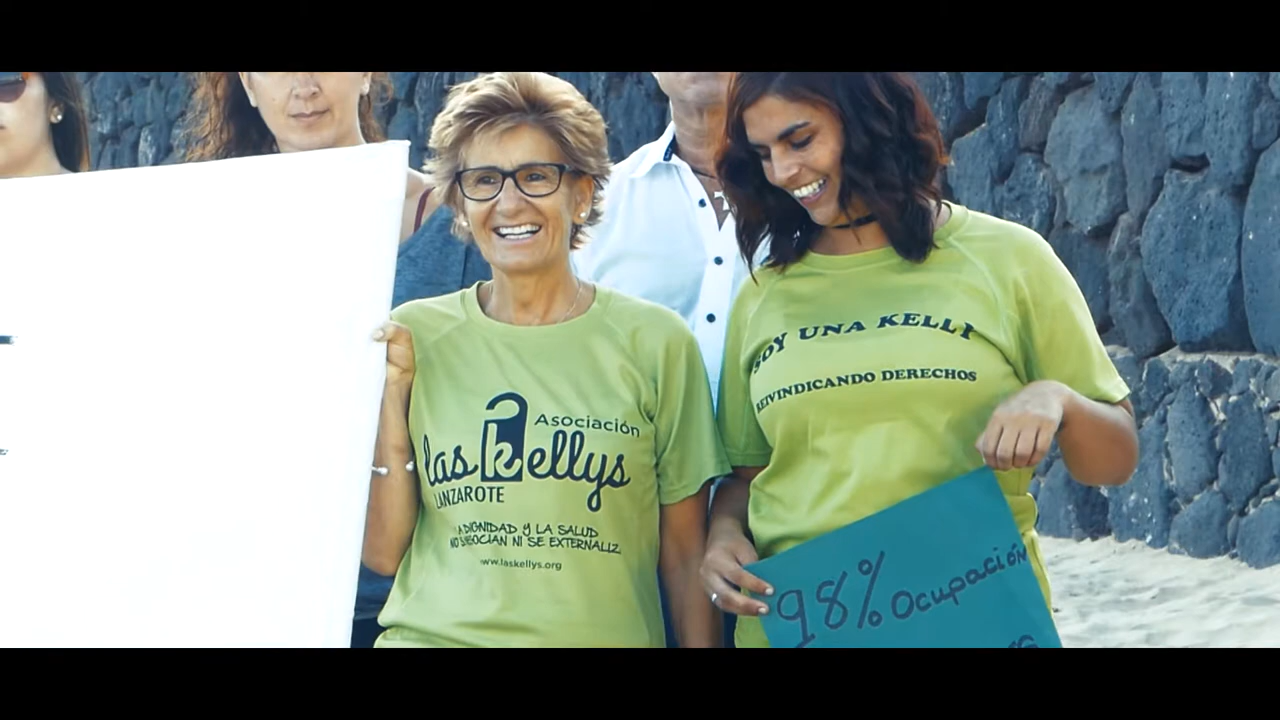 Asociación
las kellys
LANZAROTE
A DIGNIDAD Y LA SALUD
NO SE NEGOCIAN NI SE EXTERNALIZ
www.laskellys.org
SOY UNA KELLY
REIVINDICANDO DERECHOS
98% Ocupación